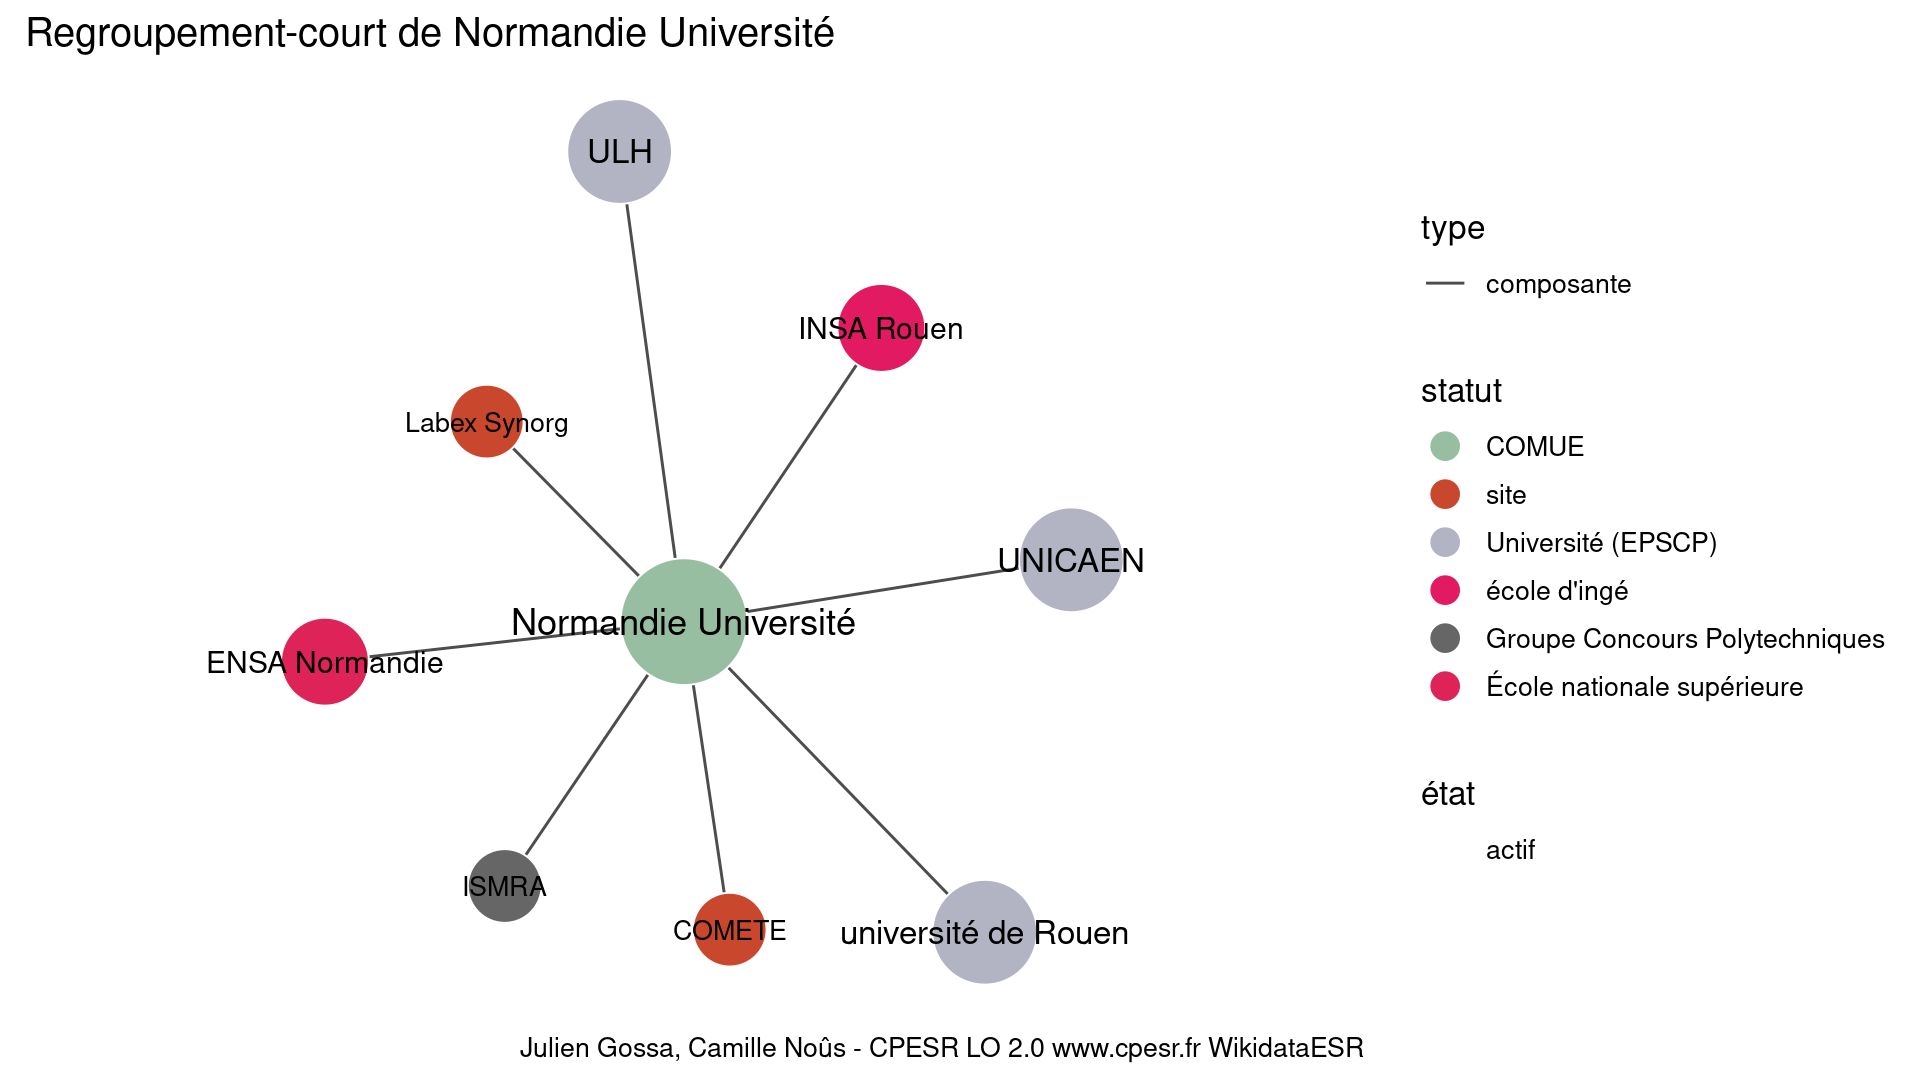 Regroupement-court de Normandie Université
ULH
INSA Rouen
Labex Synorg
UNICAEN
Normandie Université
ENSA Normandie
ISMRA
COMETE
université de Rouen
type
composante
statut
COMUE
site
Université (EPSCP)
école d'ingé
Groupe Concours Polytechniques
École nationale supérieure
état
actif
Julien Gossa, Camille Noûs - CPESR LO 2.0 www.cpesr.fr WikidataESR